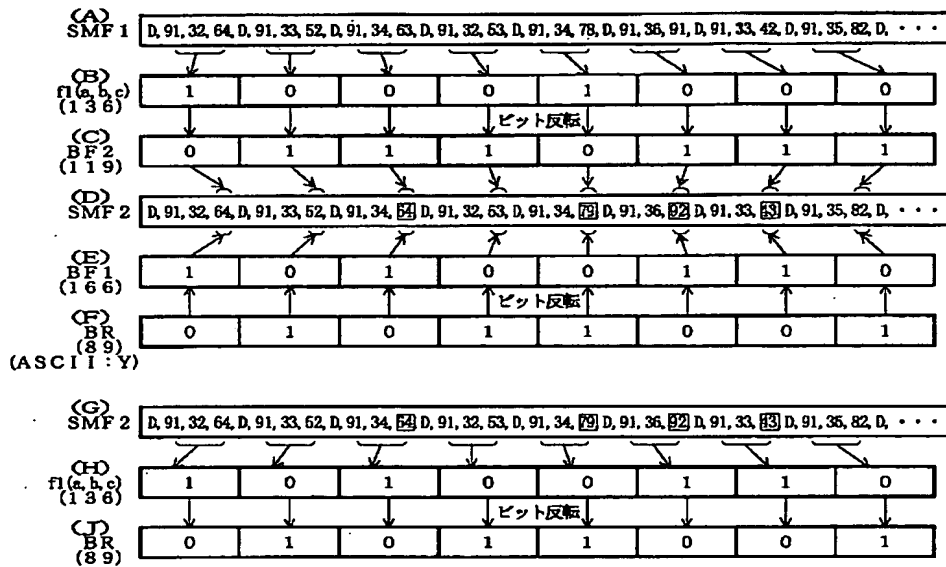 (A)
SMF1 D, 91, 32, 64, D, 91, 33, 52, D, 91, 34, 63, D, 91, 32, 53, D, 91, 34, 78, D, 91, 36, 91, D, 91, 33, 42, D, 91, 35, 82, D, ・・・・
(B)
f1(a, b, c) 1 0 0 0 1 0 0 0
(136)
ビット反転
(C)
BF2 0 1 1 1 0 1 1 1
(119)
(D)
SMF2 D, 91, 32, 64, D, 91, 33, 52, D, 91, 34, 64, D, 91, 32, 53, D, 91, 34, 79, D, 91, 36, 92, D, 91, 33, 43, D, 91, 35, 82, D, ・・・・
(E)
BF1 1 0 1 0 0 1 1 0
(166)
ビット反転
(F)
BR 0 1 0 1 1 0 0 1
(89)
(ASCII:Y)
(G)
SMF2 D, 91, 32, 64, D, 91, 33, 52, D, 91, 34, 64, D, 91, 32, 53, D, 91, 34, 79, D, 91, 36, 92, D, 91, 33, 43, D, 91, 35, 82, D, ・・・・
(H)
f1(a, b, c) 1 0 1 0 0 1 1 0
(136)
ビット反転
(J)
BR 0 1 0 1 1 0 0 1
(89)